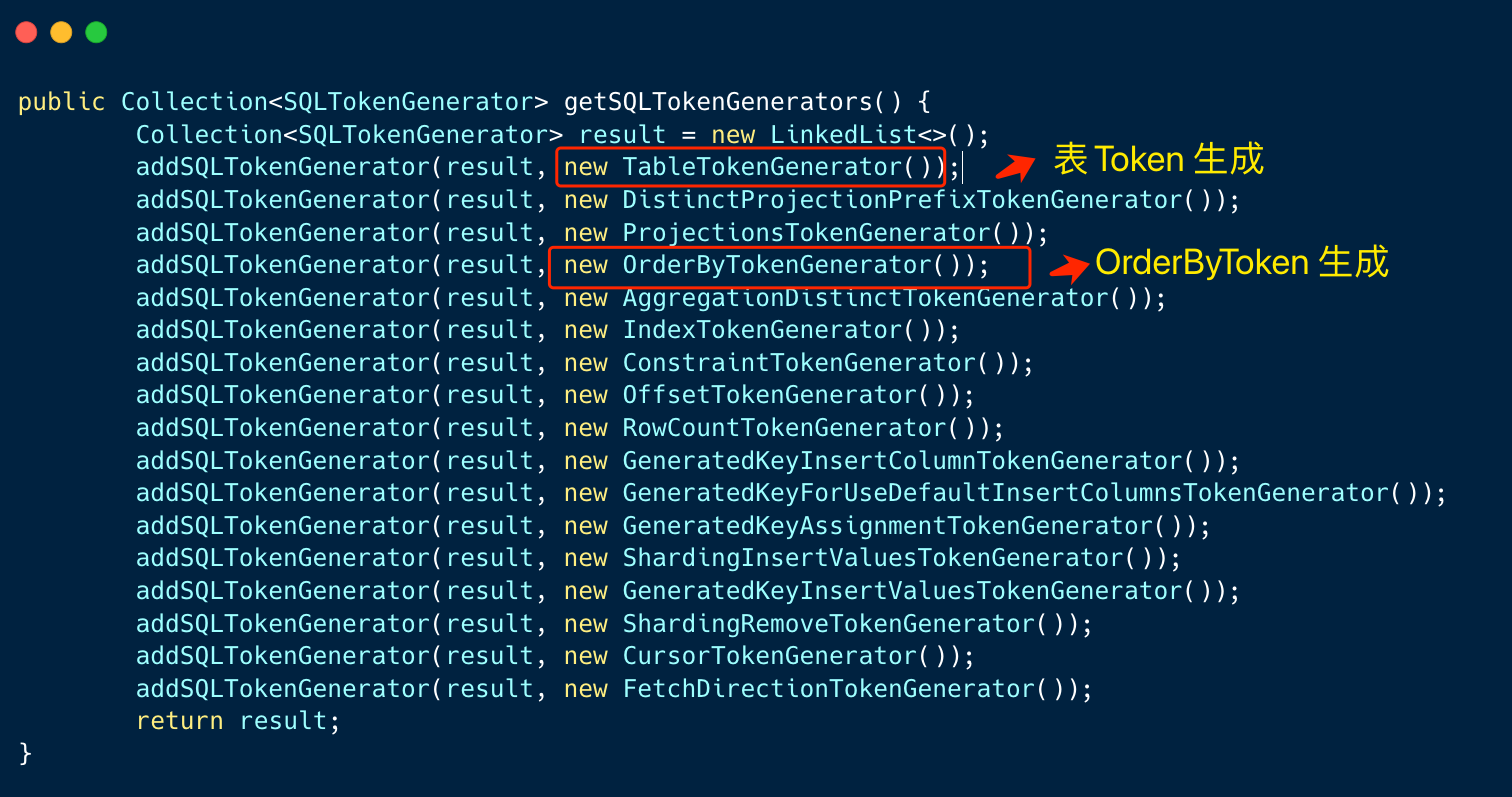 public Collection<SQLTokenGenerator> getSQLTokenGenerators() {
Collection<SQLTokenGenerator> result = new LinkedList<>();
addSQLTokenGenerator(result, new TableTokenGenerator()); 表 Token 生成
addSQLTokenGenerator(result, new DistinctProjectionPrefixTokenGenerator());
addSQLTokenGenerator(result, new ProjectionsTokenGenerator());
addSQLTokenGenerator(result, new OrderByTokenGenerator()); OrderByToken 生成
addSQLTokenGenerator(result, new AggregationDistinctTokenGenerator());
addSQLTokenGenerator(result, new IndexTokenGenerator());
addSQLTokenGenerator(result, new ConstraintTokenGenerator());
addSQLTokenGenerator(result, new OffsetTokenGenerator());
addSQLTokenGenerator(result, new RowCountTokenGenerator());
addSQLTokenGenerator(result, new GeneratedKeyInsertColumnTokenGenerator());
addSQLTokenGenerator(result, new GeneratedKeyForUseDefaultInsertColumnsTokenGenerator());
addSQLTokenGenerator(result, new GeneratedKeyAssignmentTokenGenerator());
addSQLTokenGenerator(result, new ShardingInsertValuesTokenGenerator());
addSQLTokenGenerator(result, new GeneratedKeyInsertValuesTokenGenerator());
addSQLTokenGenerator(result, new ShardingRemoveTokenGenerator());
addSQLTokenGenerator(result, new CursorTokenGenerator());
addSQLTokenGenerator(result, new FetchDirectionTokenGenerator());
return result;
}